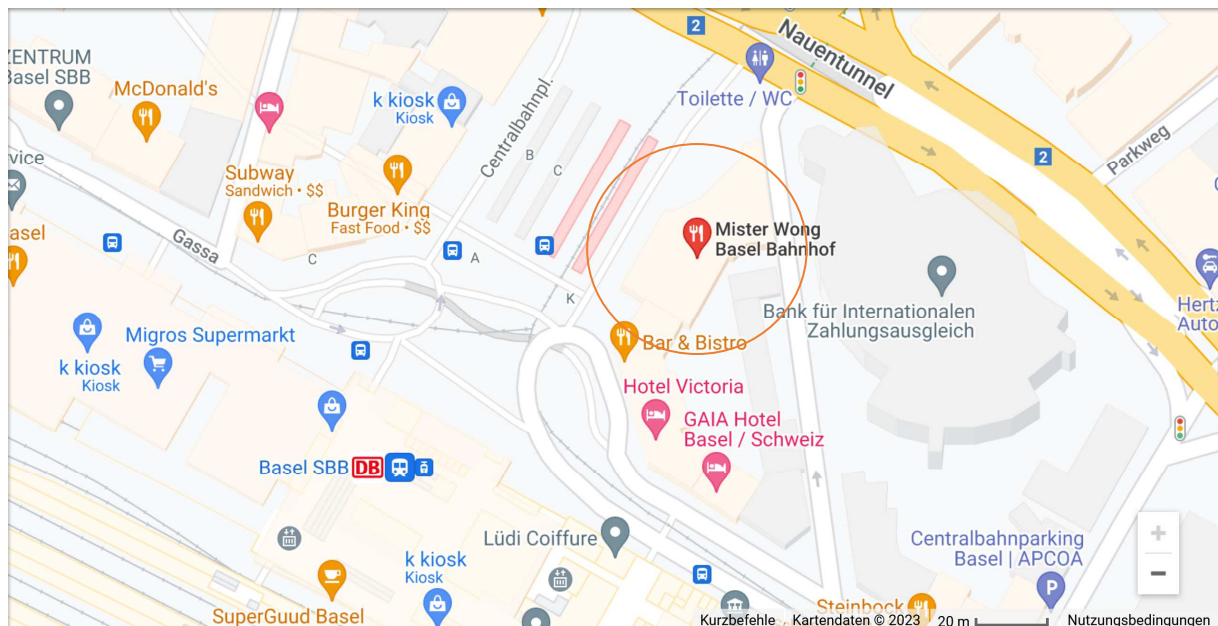 ZENTRUM
Basel SBB
McDonald's
k kiosk
Kiosk
Centralbahnpl.
2
Nauentunnel
Toilette / WC
2
Parkweg
vice
Subway
Sandwich • $$
Burger King
Fast Food • $$
B
C
asel
Gassa
C
A
K
Mister Wong
Basel Bahnhof
Bank für Internationalen
Zahlungsausgleich
Hertz
Auto
Migros Supermarkt
k kiosk
Kiosk
Bar & Bistro
Hotel Victoria
GAIA Hotel
Basel / Schweiz
Basel SBB DB
Lüdi Coiffure
k kiosk
Kiosk
SuperGuud Basel
Centralbahnparking
Basel | APCOA
P
Steinbock
Kurzbefehle Kartendaten © 2023 20 m Nutzungsbedingungen